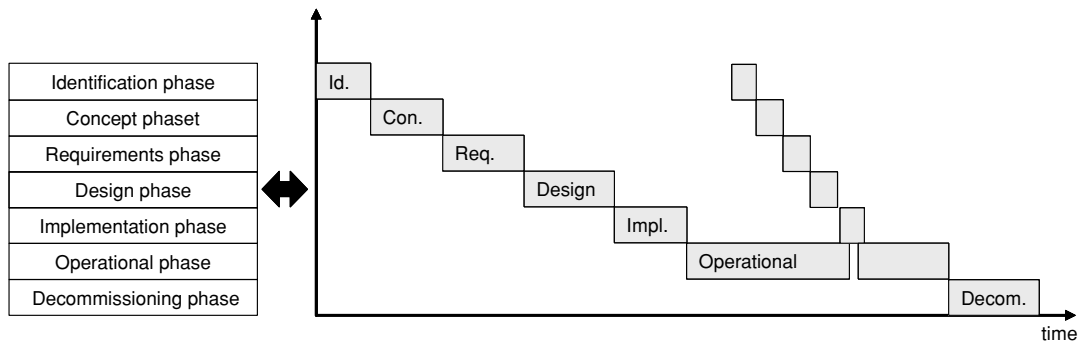 Identification phase
Concept phaset
Requirements phase
Design phase
Implementation phase
Operational phase
Decommissioning phase
Id.
Con.
Req.
Design
Impl.
Operational
Decom.
time